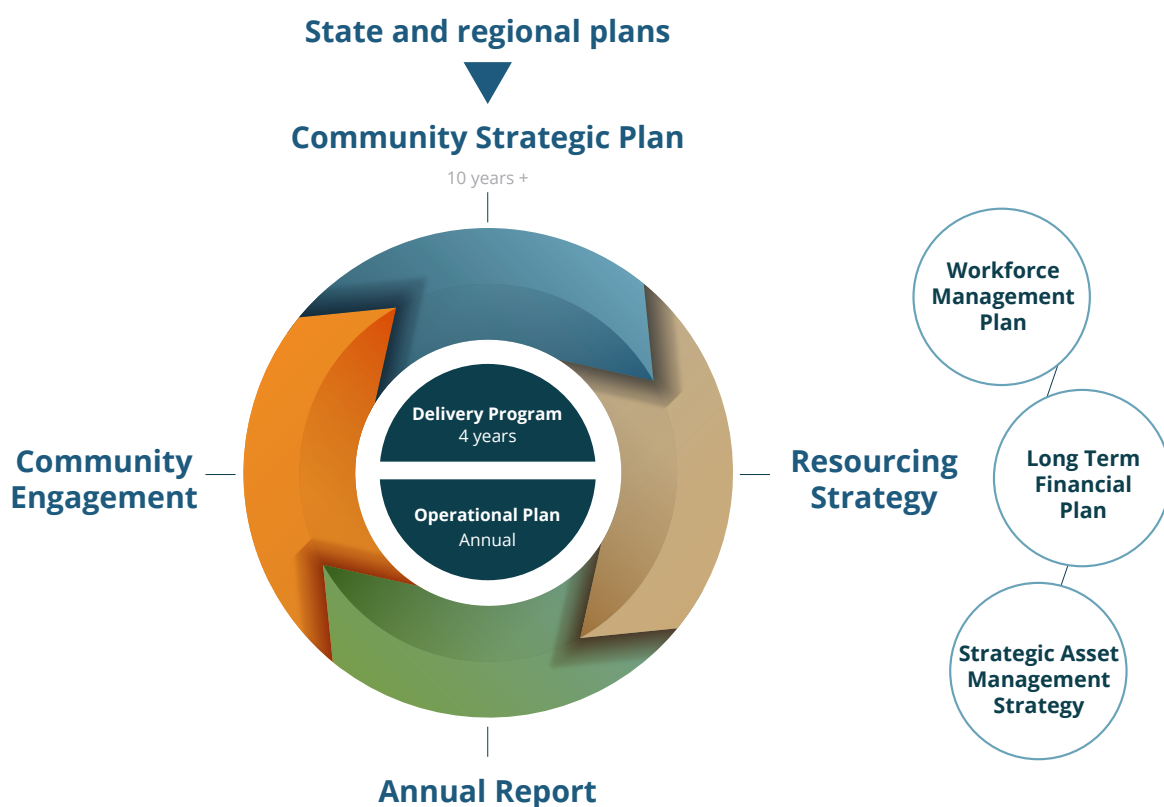 State and regional plans
Community Strategic Plan
10 years +
Workforce
Management
Plan
Delivery Program
4 years
Community
Engagement
Resourcing
Strategy
Long Term
Financial
Plan
Operational Plan
Annual
Strategic Asset
Management
Strategy
Annual Report